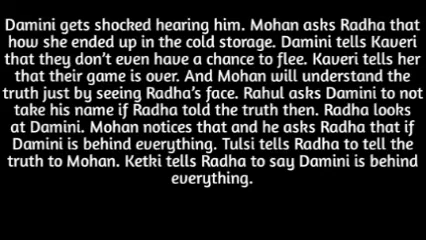 Damini gets shocked hearing him. Mohan asks Radha that
how she ended up in the cold storage. Damini tells Kaveri
that they don’t even have a chance to flee. Kaveri tells her
that their game is over. And Mohan will understand the
truth just by seeing Radha’s face. Rahul asks Damini to not
take his name if Radha told the truth then. Radha looks
at Damini. Mohan notices that and he asks Radha that if
Damini is behind everything. Tulsi tells Radha to tell the
truth to Mohan. Ketki tells Radha to say Damini is behind
everything.